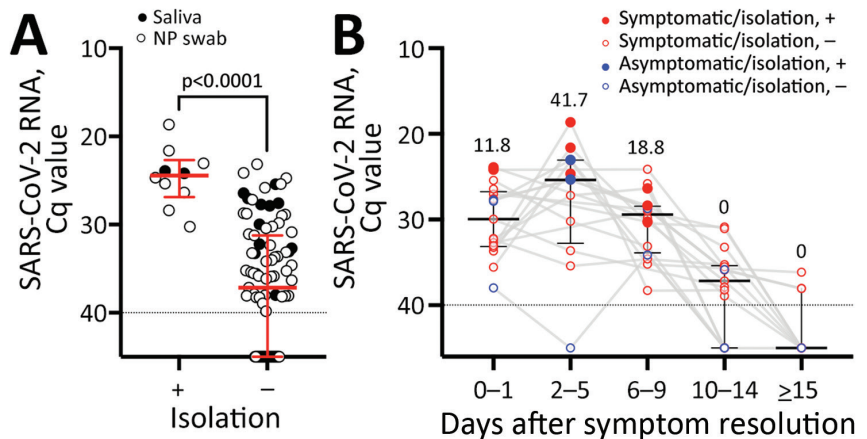 A
Saliva
NP swab
SARS-CoV-2 RNA,
Cq value
10
20
30
40
p<0.0001
+
–
Isolation
B
Symptomatic/isolation, +
Symptomatic/isolation, –
Asymptomatic/isolation, +
Asymptomatic/isolation, –
SARS-CoV-2 RNA,
Cq value
10
20
30
40
11.8
41.7
18.8
0
0
0–1
2–5
6–9
10–14
≥15
Days after symptom resolution